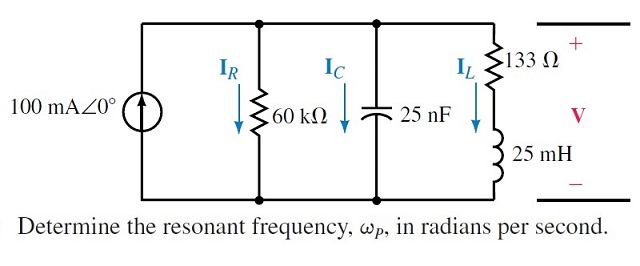 I_R I_C I_L 133 Ω +
100 mA∠0° 60 kΩ 25 nF V
25 mH
−
Determine the resonant frequency, ω_P, in radians per second.